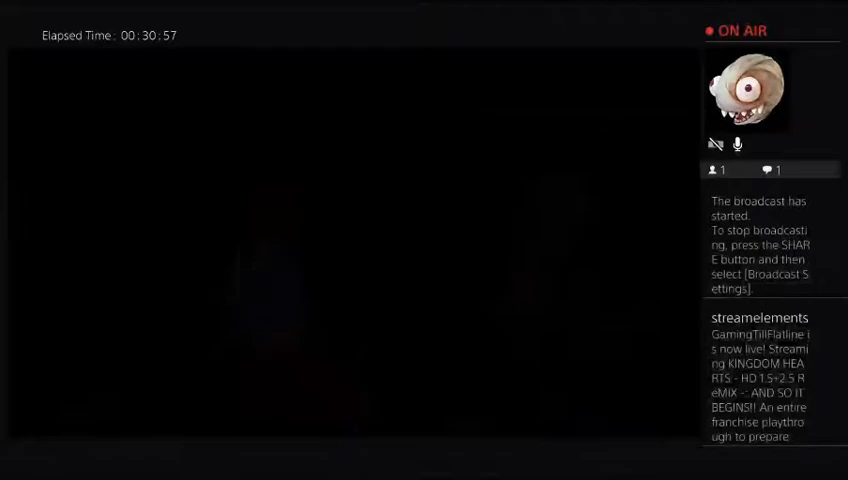 Elapsed Time: 00:30:57
ON AIR
1
1
The broadcast has
started.
To stop broadcasti
ng, press the SHAR
E button and then
select [Broadcast S
ettings].
streamelements
GamingTillFlatline i
s now live! Streami
ng KINGDOM HEA
RTS - HD 1.5+2.5 R
eMIX -: AND SO IT
BEGINS!! An entire
franchise playthro
ugh to prepare